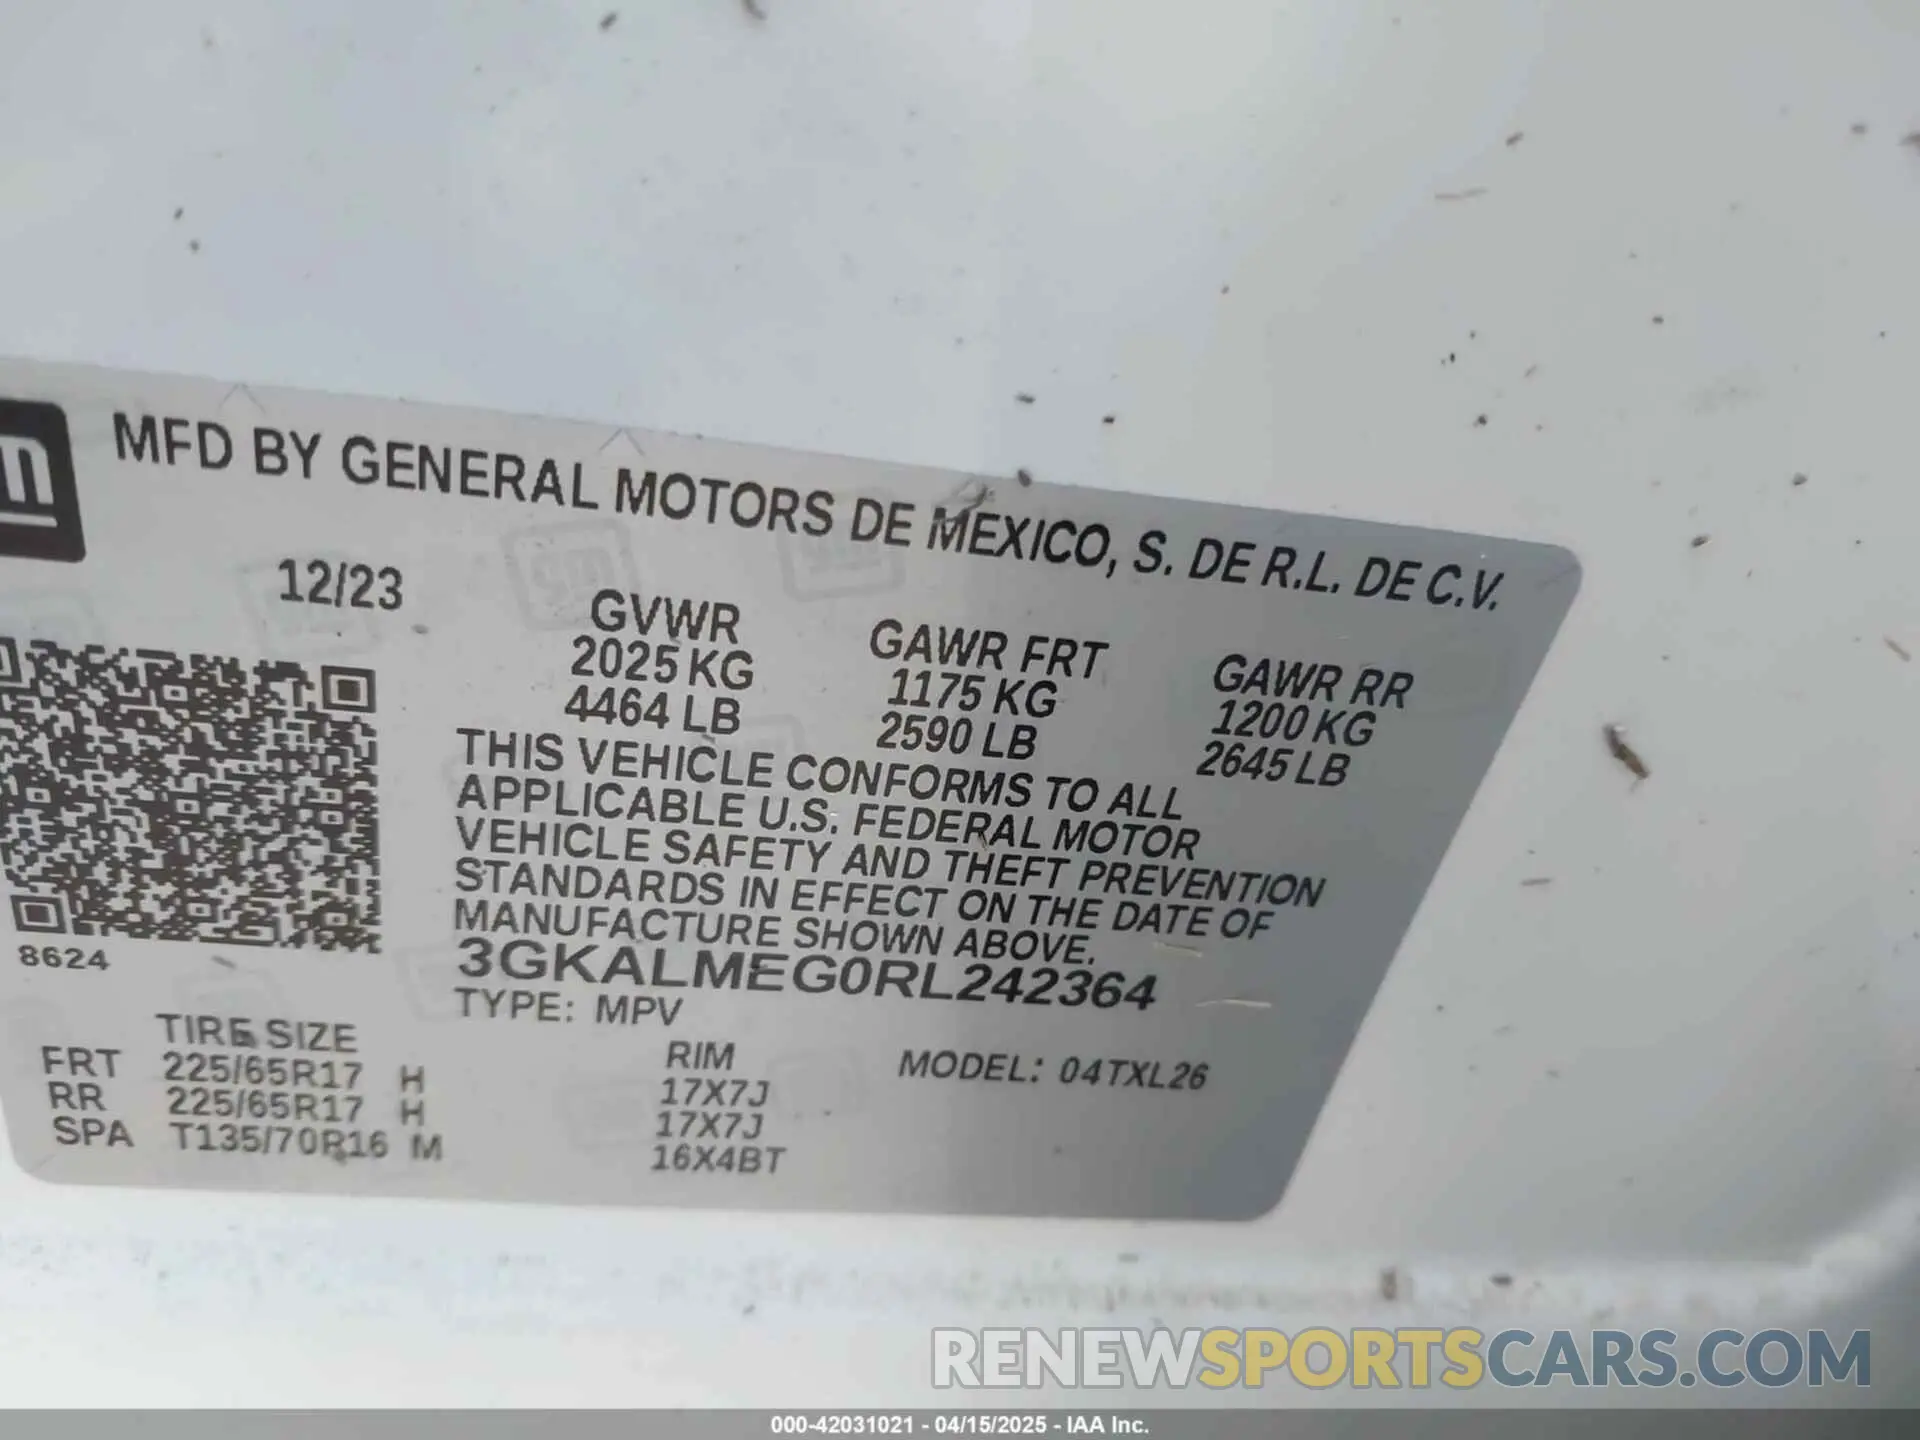 gm
MFD BY GENERAL MOTORS DE MEXICO, S. DE R.L. DE C.V.
12/23
GVWR GAWR FRT GAWR RR
2025 KG 1175 KG 1200 KG
4464 LB 2590 LB 2645 LB
THIS VEHICLE CONFORMS TO ALL
APPLICABLE U.S. FEDERAL MOTOR
VEHICLE SAFETY AND THEFT PREVENTION
STANDARDS IN EFFECT ON THE DATE OF
MANUFACTURE SHOWN ABOVE.
8624
3GKALMEG0RL242364
TYPE: MPV
TIRE SIZE RIM MODEL: 04TXL26
FRT 225/65R17 H 17X7J
RR 225/65R17 H 17X7J
SPA T135/70R16 M 16X4BT
RENEWSPORTSCARS.COM
000-42031021 - 04/15/2025 - IAA Inc.